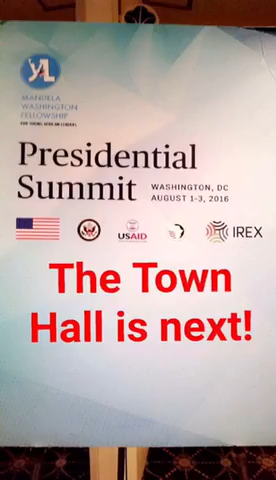 YAL
MANDELA
WASHINGTON
FELLOWSHIP
FOR YOUNG AFRICAN LEADERS
Presidential
Summit
WASHINGTON, DC
AUGUST 1-3, 2016
USAID
IREX
The Town
Hall is next!